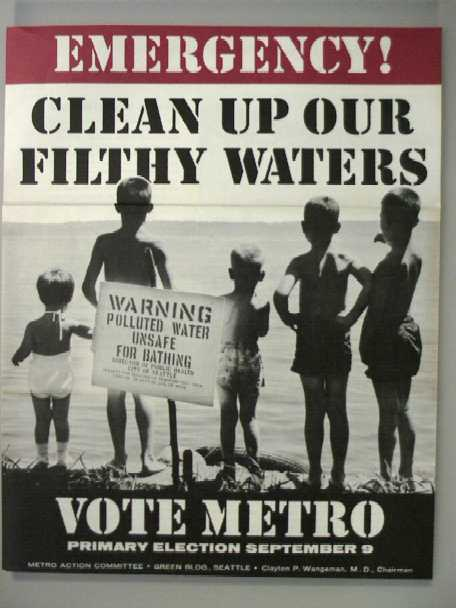 EMERGENCY!
CLEAN UP OUR
FILTHY WATERS
WARNING
POLLUTED WATER
UNSAFE
FOR BATHING
DIRECTOR OF PUBLIC HEALTH
CITY OF SEATTLE
VOTE METRO
PRIMARY ELECTION SEPTEMBER 9
METRO ACTION COMMITTEE • GREEN BLDG., SEATTLE • Clayton P. Wangeman, M. D., Chairman